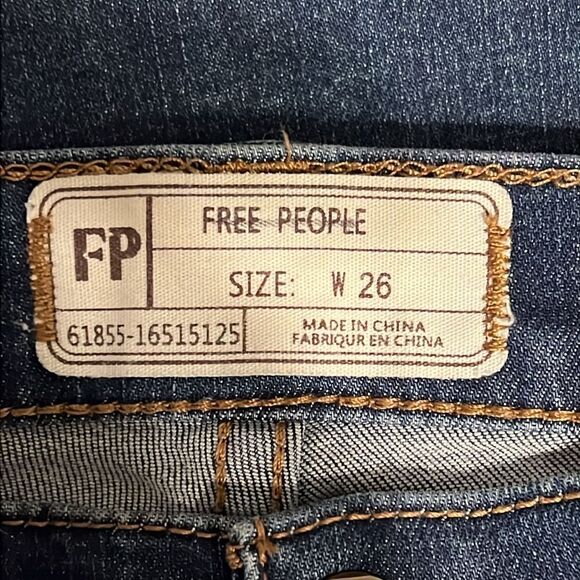 FP
FREE PEOPLE
SIZE: W 26
61855-16515125
MADE IN CHINA
FABRIQUR EN CHINA